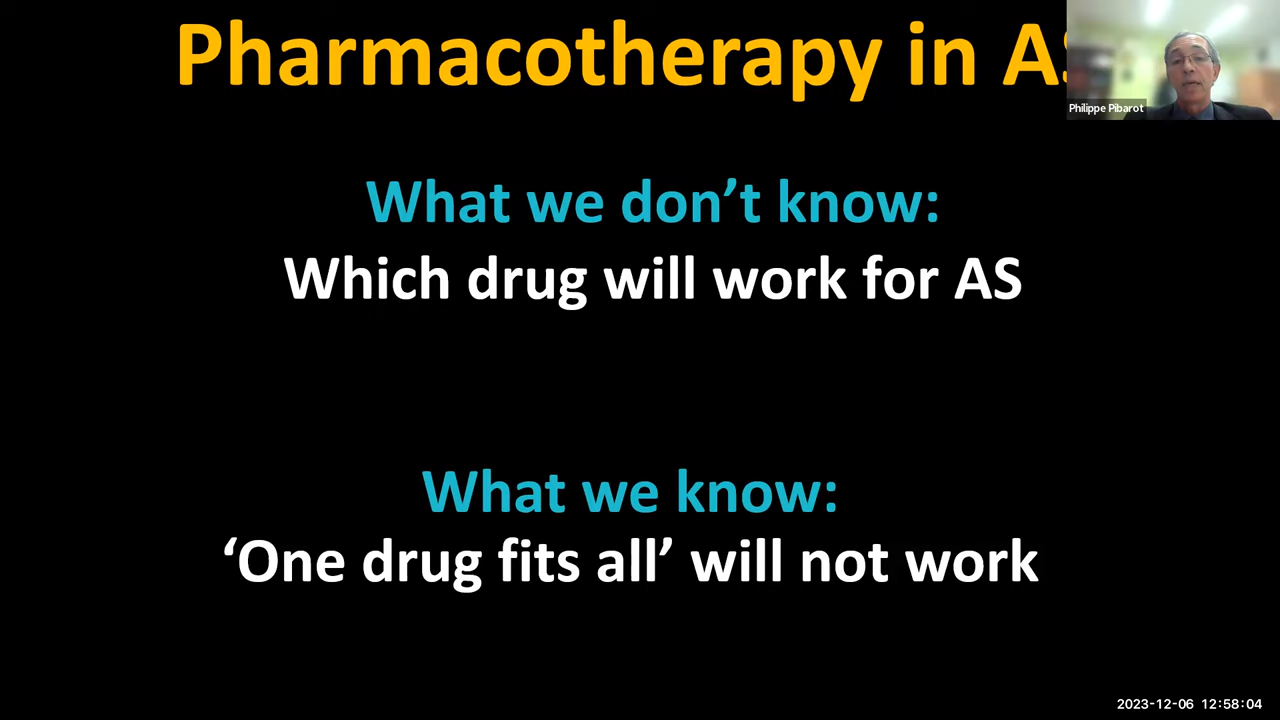 Pharmacotherapy in AS
Philippe Pibarot
What we don’t know:
Which drug will work for AS
What we know:
‘One drug fits all’ will not work
2023-12-06 12:58:04